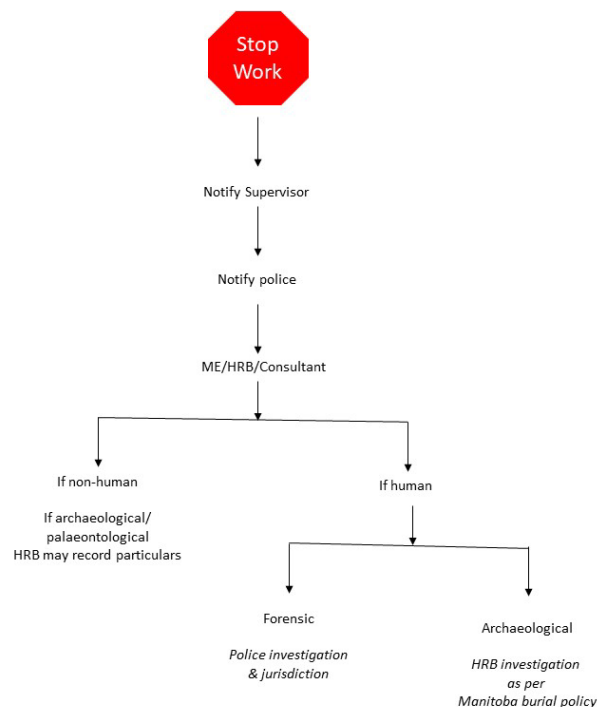 Stop
Work
Notify Supervisor
Notify police
ME/HRB/Consultant
If non-human
If archaeological/
palaeontological
HRB may record particulars
If human
Forensic
Police investigation
& jurisdiction
Archaeological
HRB investigation
as per
Manitoba burial policy